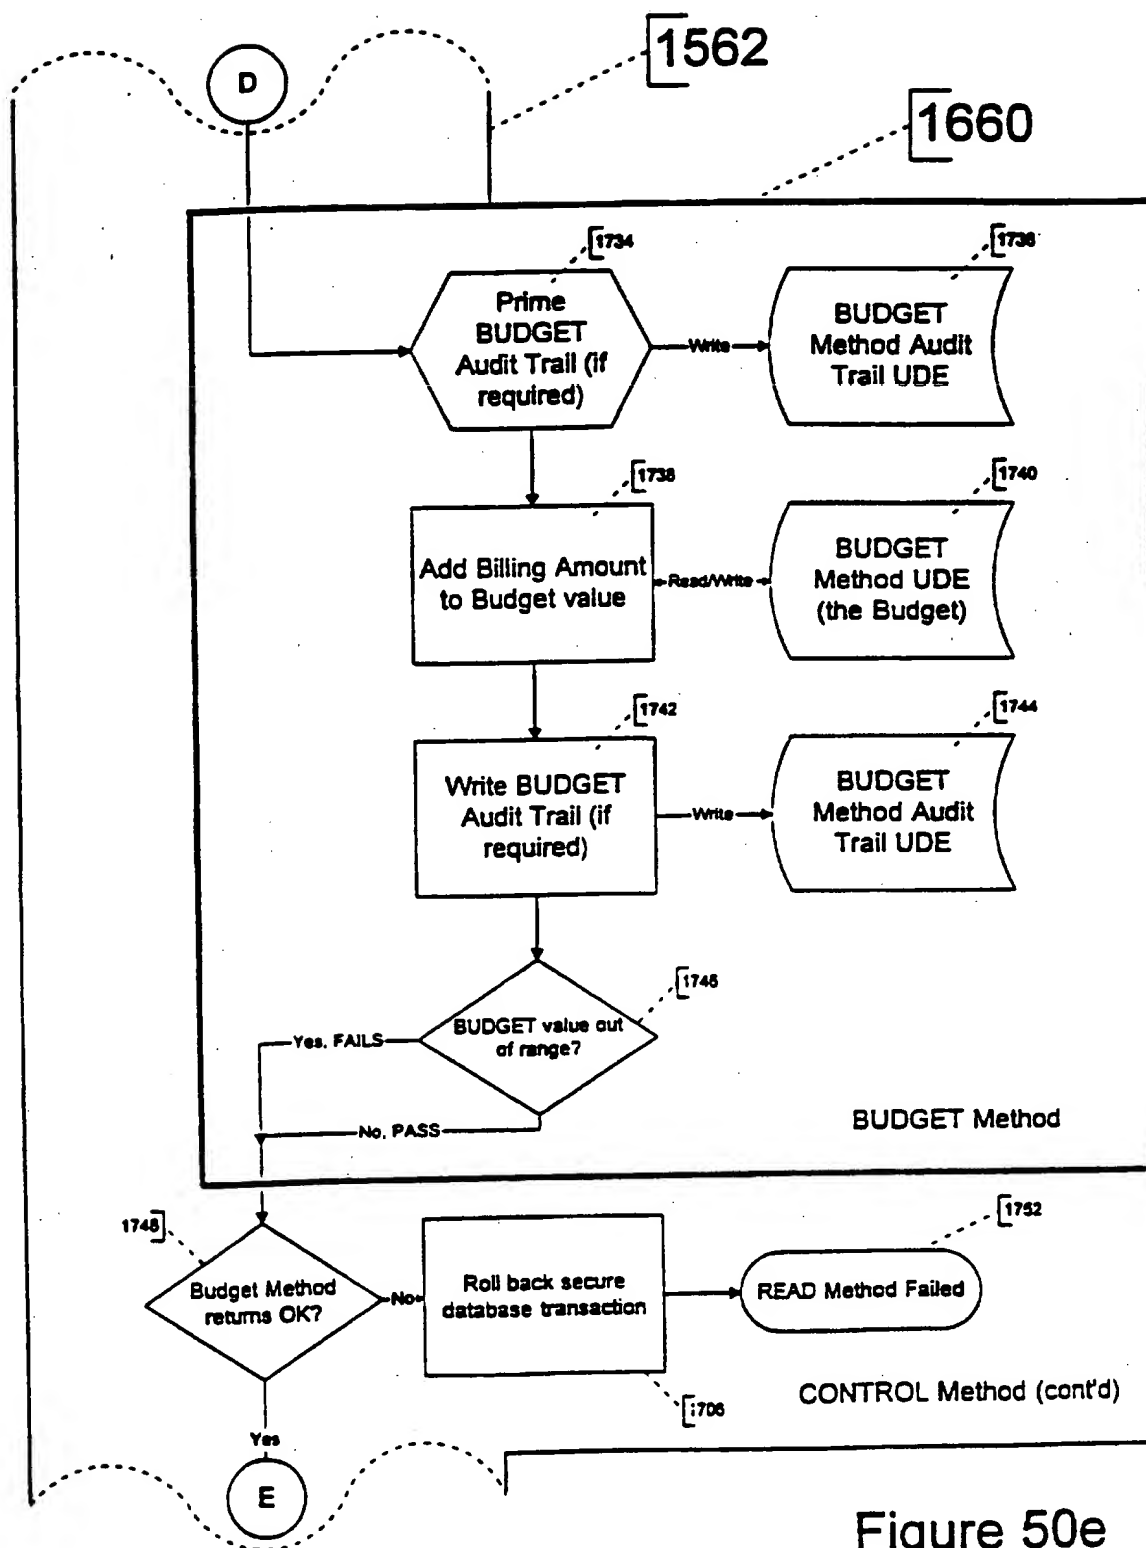 D
1562
1660
1734
Prime
BUDGET
Audit Trail (if
required)
Write
1736
BUDGET
Method Audit
Trail UDE
1738
Add Billing Amount
to Budget value
Read/Write
1740
BUDGET
Method UDE
(the Budget)
1742
Write BUDGET
Audit Trail (if
required)
Write
1744
BUDGET
Method Audit
Trail UDE
1746
BUDGET value out
of range?
Yes, FAILS
No, PASS
BUDGET Method
1748
Budget Method
returns OK?
No
Roll back secure
database transaction
1752
READ Method Failed
1706
CONTROL Method (cont'd)
Yes
E
Figure 50e